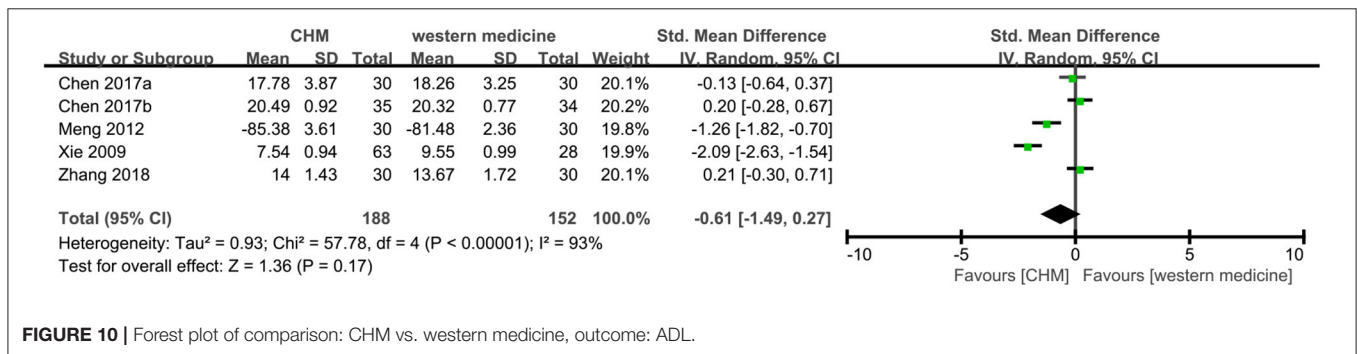 CHM western medicine Std. Mean Difference Std. Mean Difference
Study or Subgroup Mean SD Total Mean SD Total Weight IV, Random, 95% CI IV, Random, 95% CI
Chen 2017a 17.78 3.87 30 18.26 3.25 30 20.1% -0.13 [-0.64, 0.37]
Chen 2017b 20.49 0.92 35 20.32 0.77 34 20.2% 0.20 [-0.28, 0.67]
Meng 2012 -85.38 3.61 30 -81.48 2.36 30 19.8% -1.26 [-1.82, -0.70]
Xie 2009 7.54 0.94 63 9.55 0.99 28 19.9% -2.09 [-2.63, -1.54]
Zhang 2018 14 1.43 30 13.67 1.72 30 20.1% 0.21 [-0.30, 0.71]
Total (95% CI) 188 152 100.0% -0.61 [-1.49, 0.27]
Heterogeneity: Tau² = 0.93; Chi² = 57.78, df = 4 (P < 0.00001); I² = 93%
Test for overall effect: Z = 1.36 (P = 0.17)
-10 -5 0 5 10
Favours [CHM] Favours [western medicine]
FIGURE 10 | Forest plot of comparison: CHM vs. western medicine, outcome: ADL.